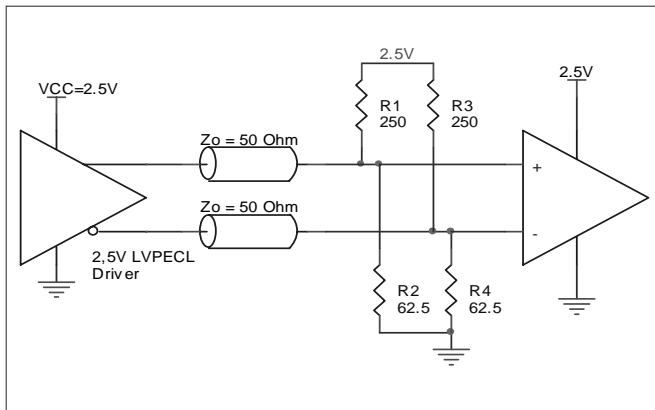 2.5V
VCC=2.5V
2.5V
R1
250
R3
250
Zo = 50 Ohm
+
Zo = 50 Ohm
-
2,5V LVPECL
Driver
R2
62.5
R4
62.5